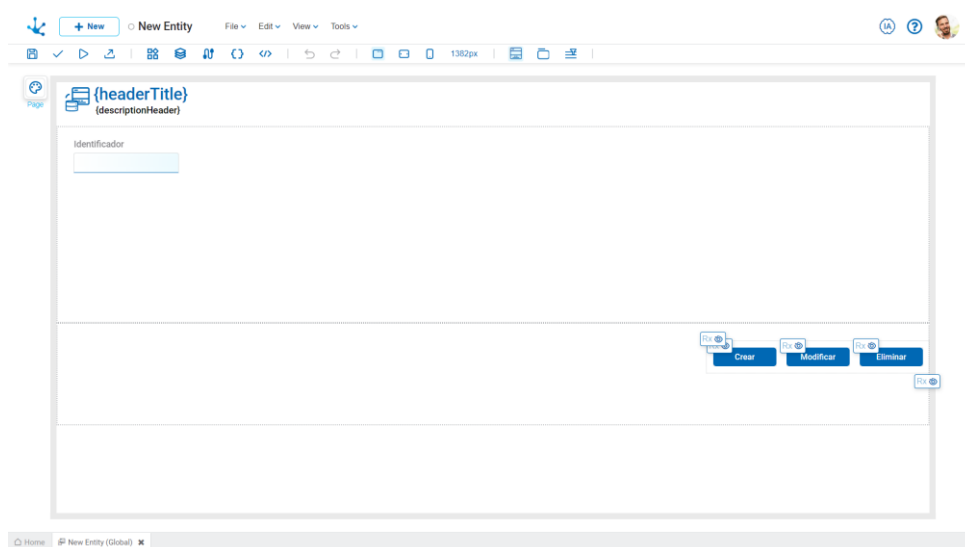 + New
New Entity
File
Edit
View
Tools
IA
?
1382px
Page
{headerTitle}
{descriptionHeader}
Identificador
Rx
Rx
Rx
Rx
Crear
Modificar
Eliminar
Rx
Home
New Entity (Global)